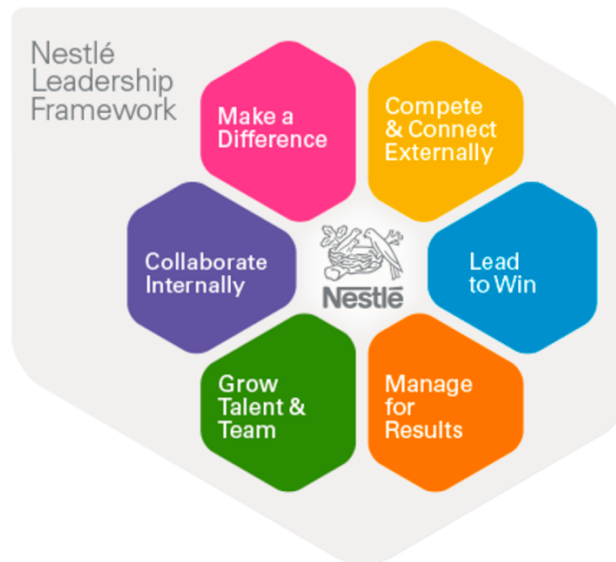 Nestlé
Leadership
Framework
Make a
Difference
Compete
& Connect
Externally
Collaborate
Internally
Nestlé
Lead
to Win
Grow
Talent &
Team
Manage
for
Results